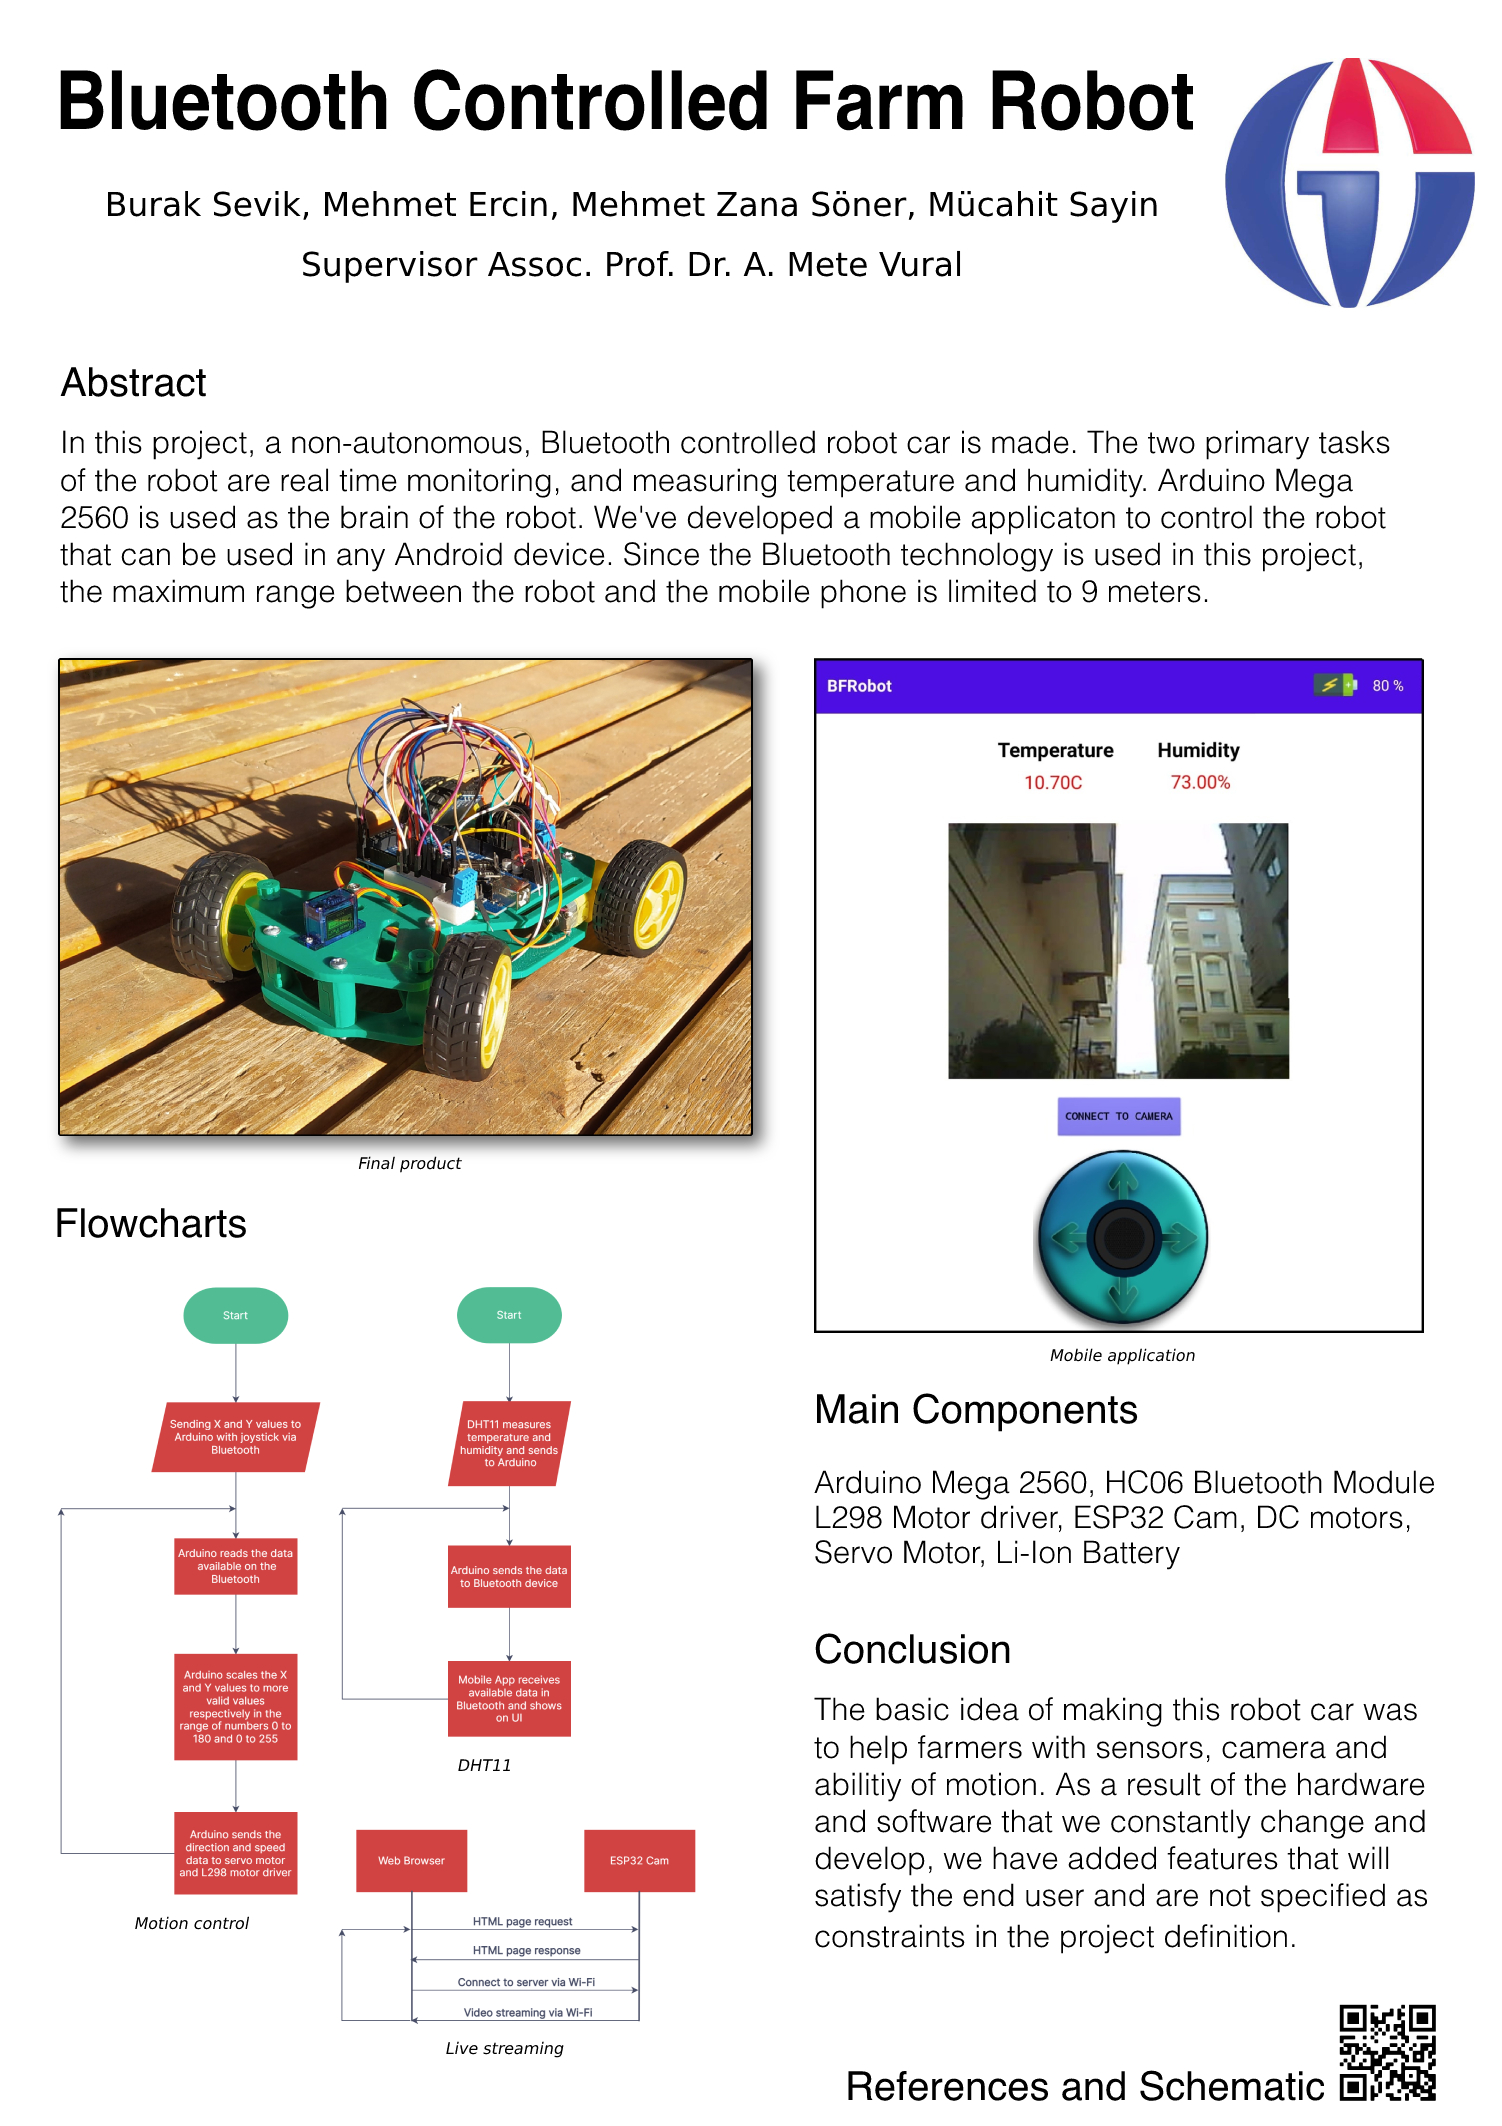 Bluetooth Controlled Farm Robot
Burak Sevik, Mehmet Ercin, Mehmet Zana Söner, Mücahit Sayin
Supervisor Assoc. Prof. Dr. A. Mete Vural
Abstract
In this project, a non-autonomous, Bluetooth controlled robot car is made. The two primary tasks
of the robot are real time monitoring, and measuring temperature and humidity. Arduino Mega
2560 is used as the brain of the robot. We've developed a mobile applicaton to control the robot
that can be used in any Android device. Since the Bluetooth technology is used in this project,
the maximum range between the robot and the mobile phone is limited to 9 meters.
Final product
BFRobot
80 %
Temperature Humidity
10.70C 73.00%
CONNECT TO CAMERA
Mobile application
Flowcharts
Start
Sending X and Y values to
Arduino with joystick via
Bluetooth
Arduino reads the data
available on the
Bluetooth
Arduino scales the X
and Y values to more
valid values
respectively in the
range of numbers 0 to
180 and 0 to 255
Arduino sends the
direction and speed
data to servo motor
and L298 motor driver
Motion control
Start
DHT11 measures
temperature and
humidity and sends
to Arduino
Arduino sends the data
to Bluetooth device
Mobile App receives
available data in
Bluetooth and shows
on UI
DHT11
Web Browser
ESP32 Cam
HTML page request
HTML page response
Connect to server via Wi-Fi
Video streaming via Wi-Fi
Live streaming
Main Components
Arduino Mega 2560, HC06 Bluetooth Module
L298 Motor driver, ESP32 Cam, DC motors,
Servo Motor, Li-Ion Battery
Conclusion
The basic idea of making this robot car was
to help farmers with sensors, camera and
abilitiy of motion. As a result of the hardware
and software that we constantly change and
develop, we have added features that will
satisfy the end user and are not specified as
constraints in the project definition.
References and Schematic